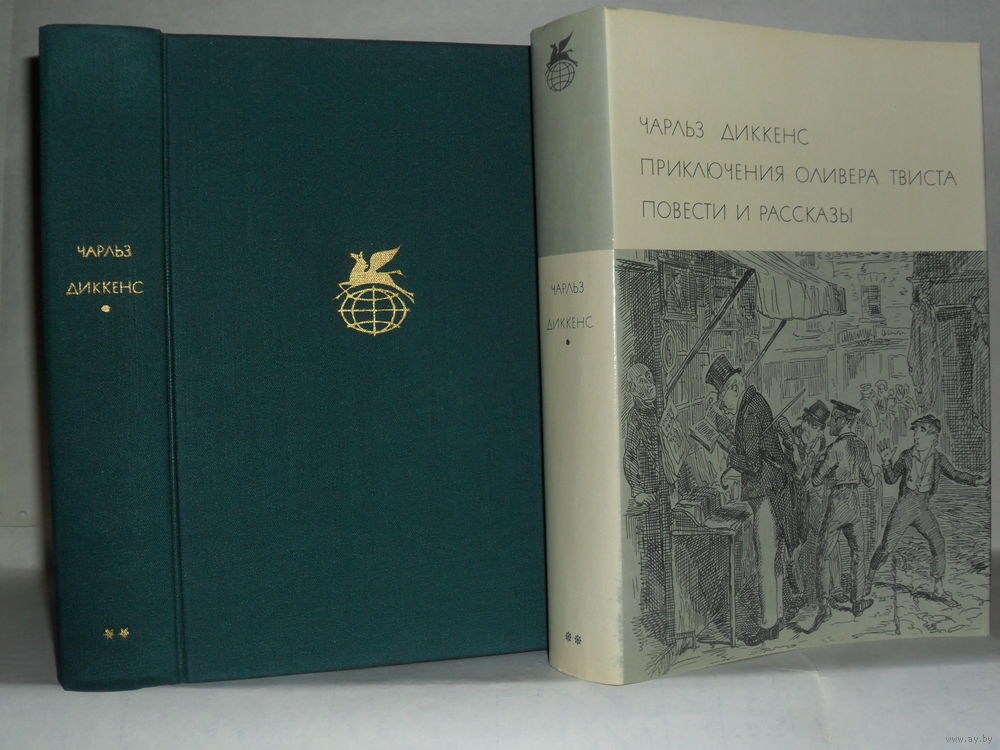 ЧАРЛЬЗ
ДИККЕНС
ЧАРЛЬЗ ДИККЕНС
ПРИКЛЮЧЕНИЯ ОЛИВЕРА ТВИСТА
ПОВЕСТИ И РАССКАЗЫ
ЧАРЛЬЗ
ДИККЕНС
www.ay.by